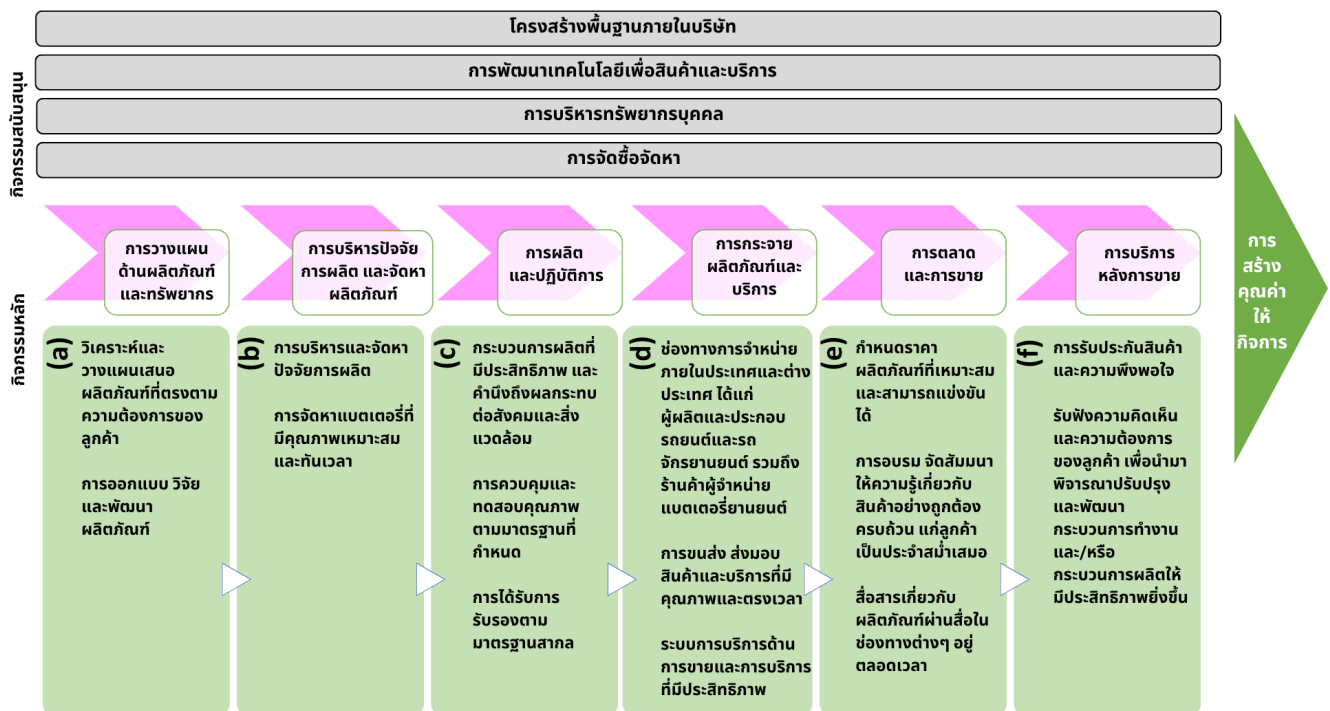 โครงสร้างพื้นฐานภายในบริษัท
การพัฒนาเทคโนโลยีเพื่อสินค้าและบริการ
การบริหารทรัพยากรบุคคล
การจัดซื้อจัดหา
กิจกรรมสนับสนุน
กิจกรรมหลัก
การวางแผน
ด้านผลิตภัณฑ์
และทรัพยากร
การบริหารปัจจัย
การผลิต และจัดหา
ผลิตภัณฑ์
การผลิต
และปฏิบัติการ
การกระจาย
ผลิตภัณฑ์และ
บริการ
การตลาด
และการขาย
การบริการ
หลังการขาย
การ
สร้าง
คุณค่า
ให้
กิจการ
(a)
วิเคราะห์และ
วางแผนเสนอ
ผลิตภัณฑ์ที่ตรงตาม
ความต้องการของ
ลูกค้า
การออกแบบ วิจัย
และพัฒนา
ผลิตภัณฑ์
(b)
การบริหารและจัดหา
ปัจจัยการผลิต
การจัดหาแบตเตอรี่ที่
มีคุณภาพเหมาะสม
และทันเวลา
(c)
กระบวนการผลิตที่
มีประสิทธิภาพ และ
คำนึงถึงผลกระทบ
ต่อสังคมและสิ่ง
แวดล้อม
การควบคุมและ
ทดสอบคุณภาพ
ตามมาตรฐานที่
กำหนด
การได้รับการ
รับรองตาม
มาตรฐานสากล
(d)
ช่องทางการจำหน่าย
ภายในประเทศและต่าง
ประเทศ ได้แก่
ผู้ผลิตและประกอบ
รถยนต์และรถ
จักรยานยนต์ รวมถึง
ร้านค้าผู้จำหน่าย
แบตเตอรี่ยานยนต์
การขนส่ง ส่งมอบ
สินค้าและบริการที่มี
คุณภาพและตรงเวลา
ระบบการบริการด้าน
การขายและการบริการ
ที่มีประสิทธิภาพ
(e)
กำหนดราคา
ผลิตภัณฑ์ที่เหมาะสม
และสามารถแข่งขัน
ได้
การอบรม จัดสัมมนา
ให้ความรู้เกี่ยวกับ
สินค้าอย่างถูกต้อง
ครบถ้วน แก่ลูกค้า
เป็นประจำสม่ำเสมอ
สื่อสารเกี่ยวกับ
ผลิตภัณฑ์ผ่านสื่อใน
ช่องทางต่างๆ อยู่
ตลอดเวลา
(f)
การรับประกันสินค้า
และความพึงพอใจ
รับฟังความคิดเห็น
และความต้องการ
ของลูกค้า เพื่อนำมา
พิจารณาปรับปรุง
และพัฒนา
กระบวนการทำงาน
และ/หรือ
กระบวนการผลิตให้
มีประสิทธิภาพยิ่งขึ้น